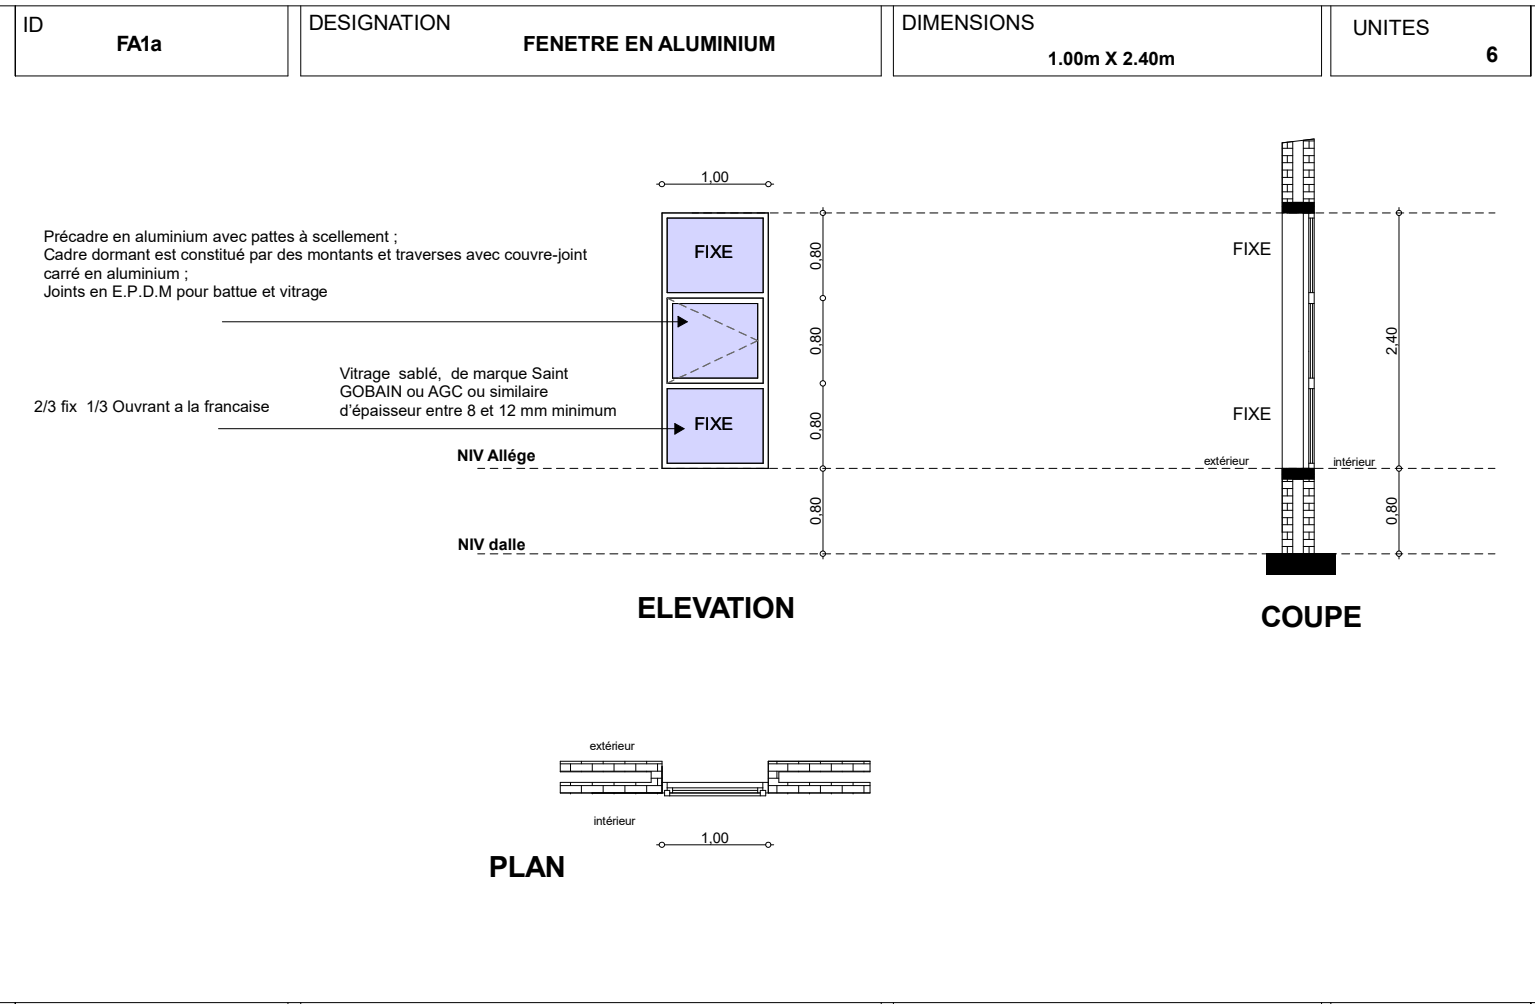 ID
FA1a
DESIGNATION
FENETRE EN ALUMINIUM
DIMENSIONS
1.00m X 2.40m
UNITES
6
1,00
Précadre en aluminium avec pattes à scellement ;
Cadre dormant est constitué par des montants et traverses avec couvre-joint
carré en aluminium ;
Joints en E.P.D.M pour battue et vitrage
Vitrage sablé, de marque Saint
GOBAIN ou AGC ou similaire
d'épaisseur entre 8 et 12 mm minimum
2/3 fix 1/3 Ouvrant a la francaise
FIXE
FIXE
0,80
0,80
0,80
0,80
NIV Allége
NIV dalle
ELEVATION
FIXE
FIXE
extérieur
intérieur
2,40
0,80
COUPE
extérieur
intérieur
1,00
PLAN